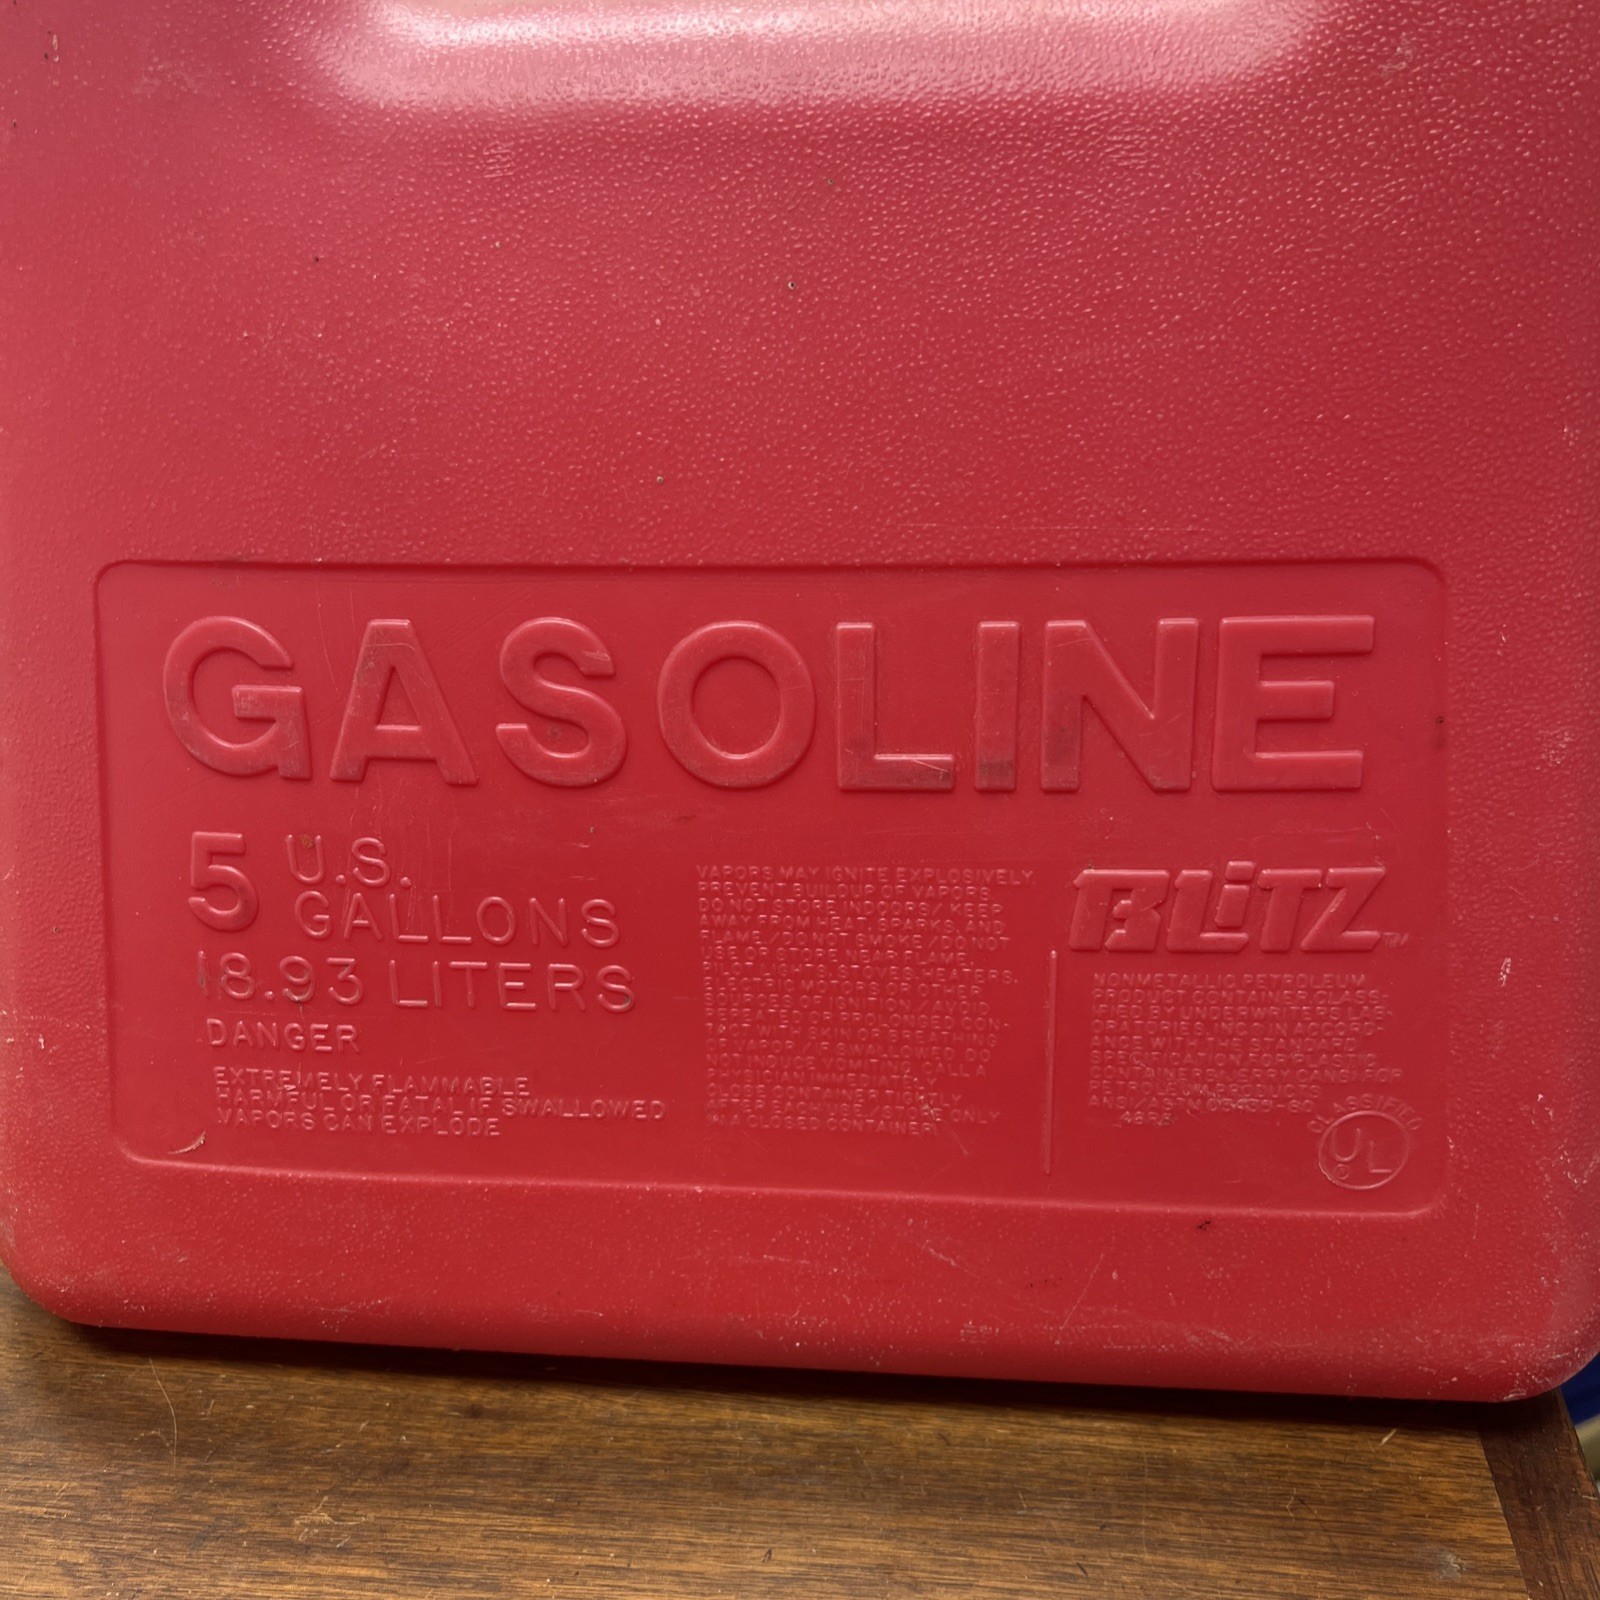 GASOLINE
5 U.S.
GALLONS
18.93 LITERS
DANGER
EXTREMELY FLAMMABLE
HARMFUL OR FATAL IF SWALLOWED
VAPORS CAN EXPLODE
VAPORS MAY IGNITE EXPLOSIVELY
PREVENT BUILDUP OF VAPORS
DO NOT STORE INDOORS/KEEP
AWAY FROM HEAT, SPARKS, AND
FLAME/DO NOT SMOKE/DO NOT
USE OR STORE NEAR FLAME,
PILOT LIGHTS, STOVES, HEATERS,
ELECTRIC MOTORS OR OTHER
SOURCES OF IGNITION/AVOID
REPEATED OR PROLONGED CON-
TACT WITH SKIN OR BREATHING
OF VAPOR/IF SWALLOWED DO
NOT INDUCE VOMITING, CALL A
PHYSICIAN IMMEDIATELY
CLOSE CONTAINER TIGHTLY
AFTER EACH USE/STORE ONLY
IN A CLOSED CONTAINER
BLiTZ™
NONMETALLIC PETROLEUM
PRODUCT CONTAINER CLASS-
IFIED BY UNDERWRITERS LAB-
ORATORIES, INC. IN ACCORD-
ANCE WITH THE STANDARD
SPECIFICATION FOR PLASTIC
CONTAINERS (JERRY CANS) FOR
PETROLEUM PRODUCTS
ANSI/ASTM
CLASSIFIED
UL